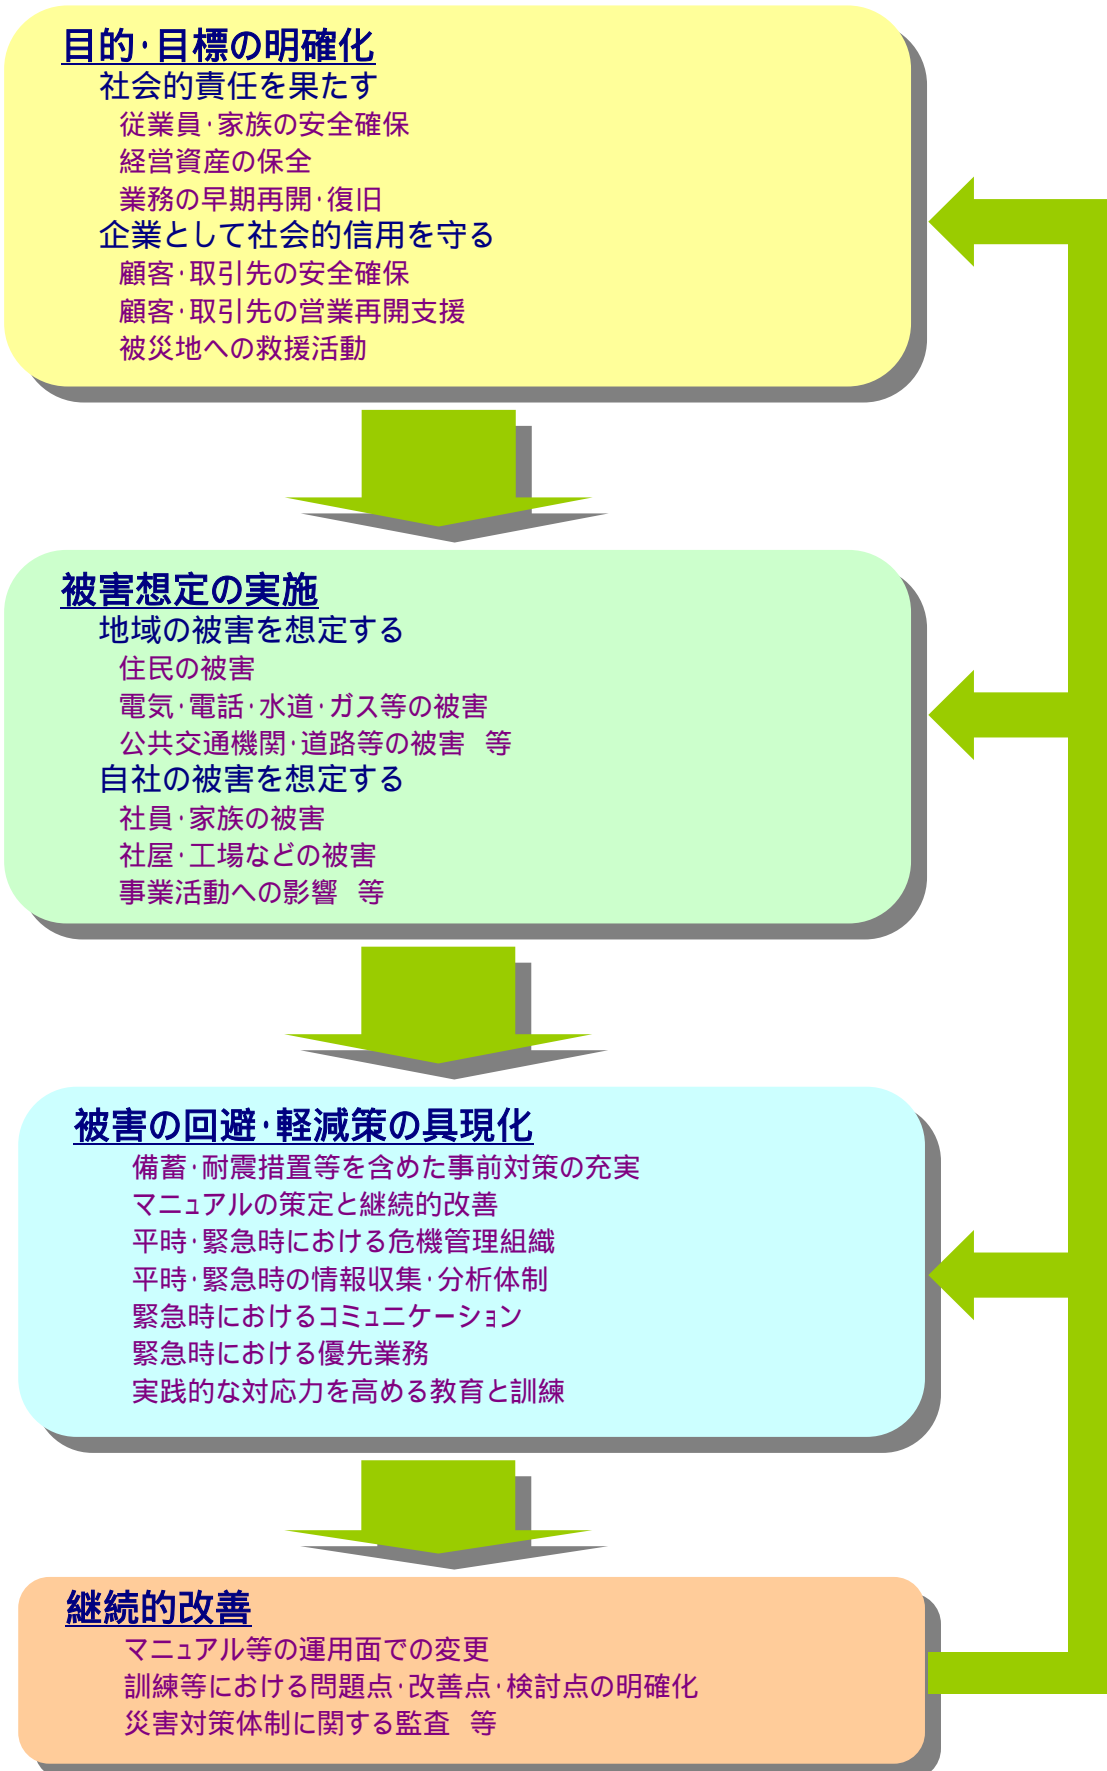 目的・目標の明確化
社会的責任を果たす
従業員・家族の安全確保
経営資産の保全
業務の早期再開・復旧
企業として社会的信用を守る
顧客・取引先の安全確保
顧客・取引先の営業再開支援
被災地への救援活動
被害想定の実施
地域の被害を想定する
住民の被害
電気・電話・水道・ガス等の被害
公共交通機関・道路等の被害　等
自社の被害を想定する
社員・家族の被害
社屋・工場などの被害
事業活動への影響　等
被害の回避・軽減策の具現化
備蓄・耐震措置等を含めた事前対策の充実
マニュアルの策定と継続的改善
平時・緊急時における危機管理組織
平時・緊急時の情報収集・分析体制
緊急時におけるコミュニケーション
緊急時における優先業務
実践的な対応力を高める教育と訓練
継続的改善
マニュアル等の運用面での変更
訓練等における問題点・改善点・検討点の明確化
災害対策体制に関する監査　等